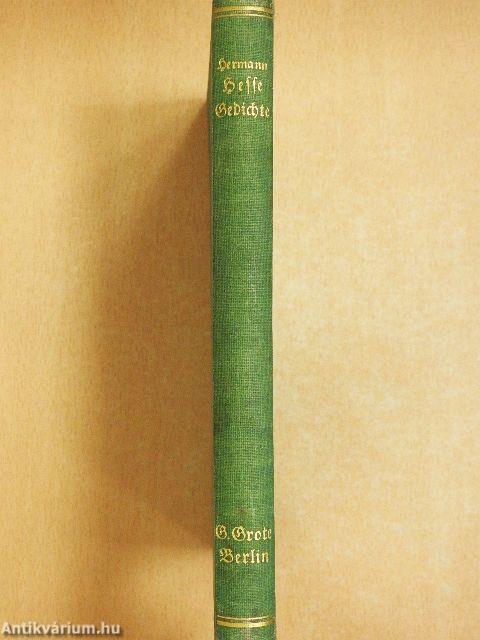 Hermann
Hesse
Gedichte
G. Grote
Berlin
Antikvárium.hu